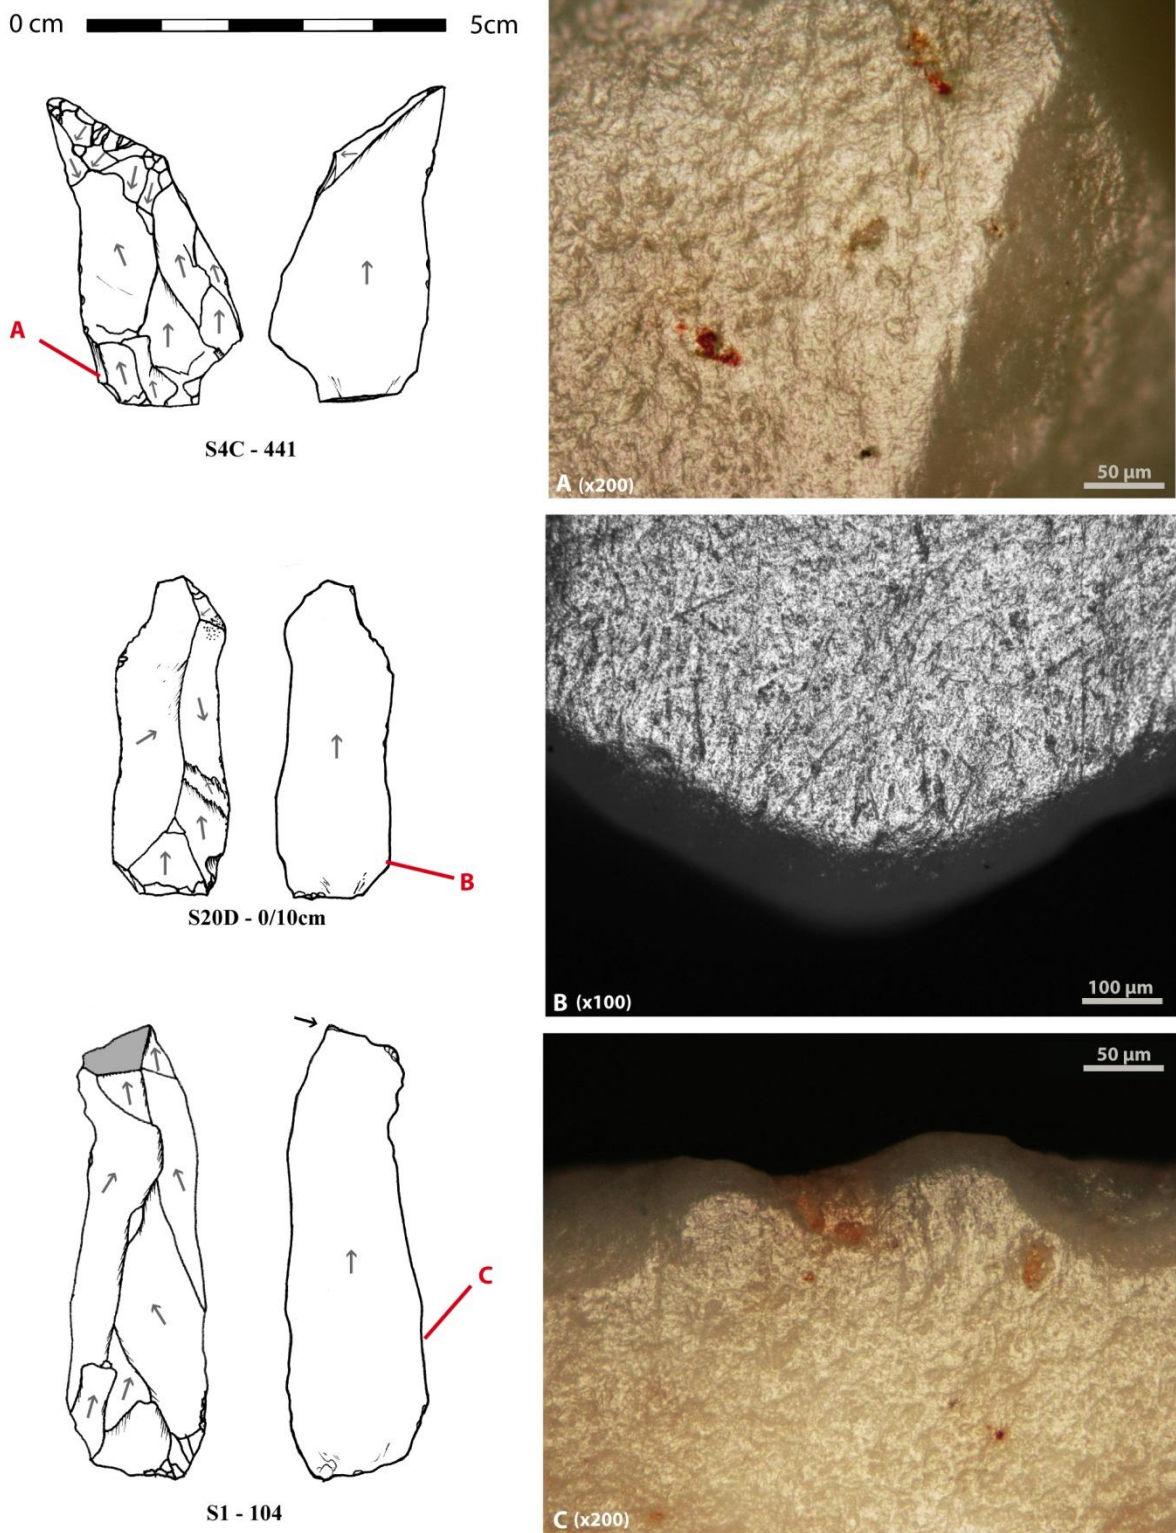 0 cm 5cm
A
S4C - 441
A (x200)
50 µm
B
S20D - 0/10cm
B (x100)
100 µm
50 µm
C
S1 - 104
C (x200)